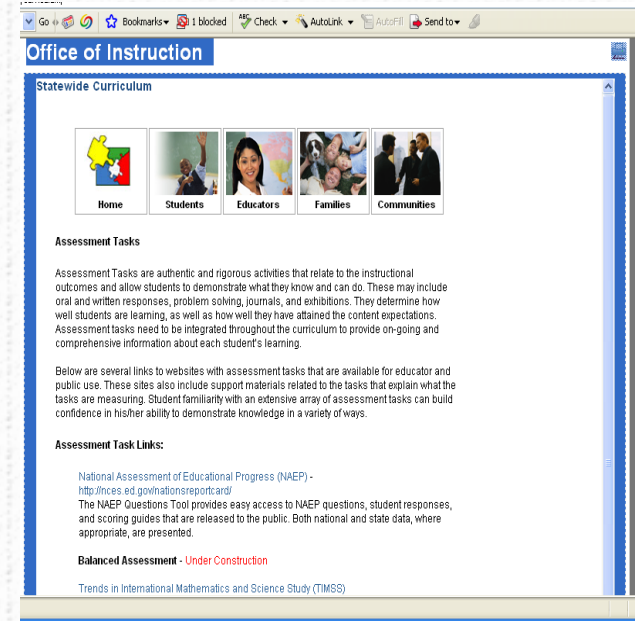 Go Bookmarks 1 blocked Check AutoLink AutoFill Send to
Office of Instruction
Statewide Curriculum
Home Students Educators Families Communities
Assessment Tasks
Assessment Tasks are authentic and rigorous activities that relate to the instructional
outcomes and allow students to demonstrate what they know and can do. These may include
oral and written responses, problem solving, journals, and exhibitions. They determine how
well students are learning, as well as how well they have attained the content expectations.
Assessment tasks need to be integrated throughout the curriculum to provide on-going and
comprehensive information about each student's learning.
Below are several links to websites with assessment tasks that are available for educator and
public use. These sites also include support materials related to the tasks that explain what the
tasks are measuring. Student familiarity with an extensive array of assessment tasks can build
confidence in his/her ability to demonstrate knowledge in a variety of ways.
Assessment Task Links:
National Assessment of Educational Progress (NAEP) -
http://nces.ed.gov/nationsreportcard/
The NAEP Questions Tool provides easy access to NAEP questions, student responses,
and scoring guides that are released to the public. Both national and state data, where
appropriate, are presented.
Balanced Assessment - Under Construction
Trends in International Mathematics and Science Study (TIMSS)